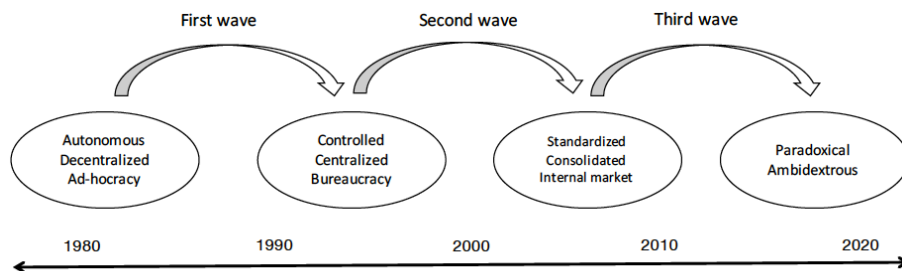 First wave
Second wave
Third wave
Autonomous
Decentralized
Ad-hocracy
Controlled
Centralized
Bureaucracy
Standardized
Consolidated
Internal market
Paradoxical
Ambidextrous
1980
1990
2000
2010
2020